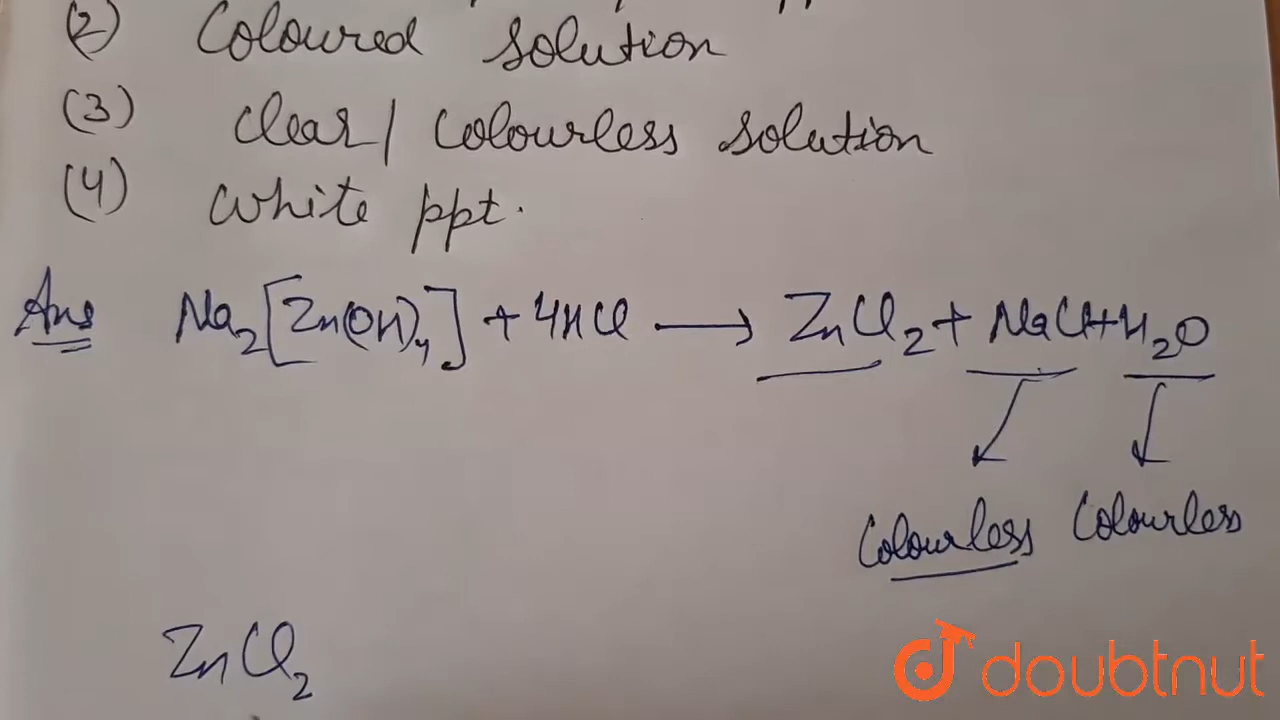 (2) Coloured solution
(3) Clear/ Colourless solution
(4) White ppt.
Ans Na₂[Zn(OH)₄] + 4HCl ⟶ ZnCl₂ + NaCl + H₂O
Colourless Colourless
ZnCl₂
doubtnut